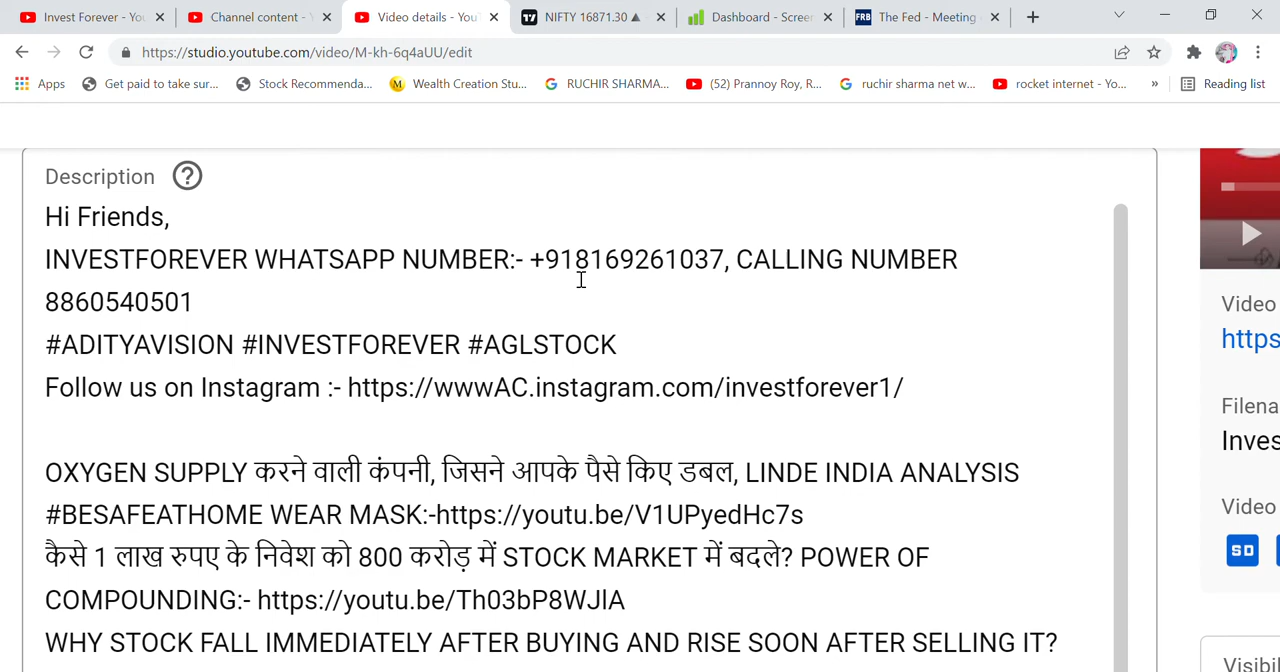 Invest Forever - You
Channel content -
Video details - You
NIFTY 16871.30 ▲
Dashboard - Screen
FRB
The Fed - Meeting
https://studio.youtube.com/video/M-kh-6q4aUU/edit
Apps
Get paid to take sur...
Stock Recommenda...
Wealth Creation Stu...
RUCHIR SHARMA...
(52) Prannoy Roy, R...
ruchir sharma net w...
rocket internet - Yo...
»
Reading list
Description
Hi Friends,
INVESTFOREVER WHATSAPP NUMBER:- +918169261037, CALLING NUMBER
8860540501
#ADITYAVISION #INVESTFOREVER #AGLSTOCK
Follow us on Instagram :- https://wwwAC.instagram.com/investforever1/
OXYGEN SUPPLY करने वाली कंपनी, जिसने आपके पैसे किए डबल, LINDE INDIA ANALYSIS
#BESAFEATHOME WEAR MASK:-https://youtu.be/V1UPyedHc7s
कैसे 1 लाख रुपए के निवेश को 800 करोड़ में STOCK MARKET में बदले? POWER OF
COMPOUNDING:- https://youtu.be/Th03bP8WJlA
WHY STOCK FALL IMMEDIATELY AFTER BUYING AND RISE SOON AFTER SELLING IT?
Video
https
Filena
Inves
Video
SD
Visibil